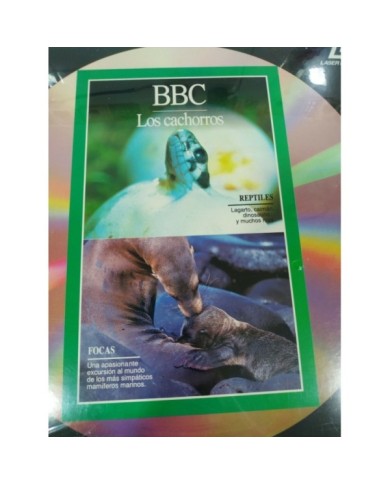 LASER
BBC
Los cachorros
REPTILES
Lagarto,
dinosau
y muchos
FOCAS
Una apasionante
excursión al mundo
de los más simpáticos
mamíferos marinos.